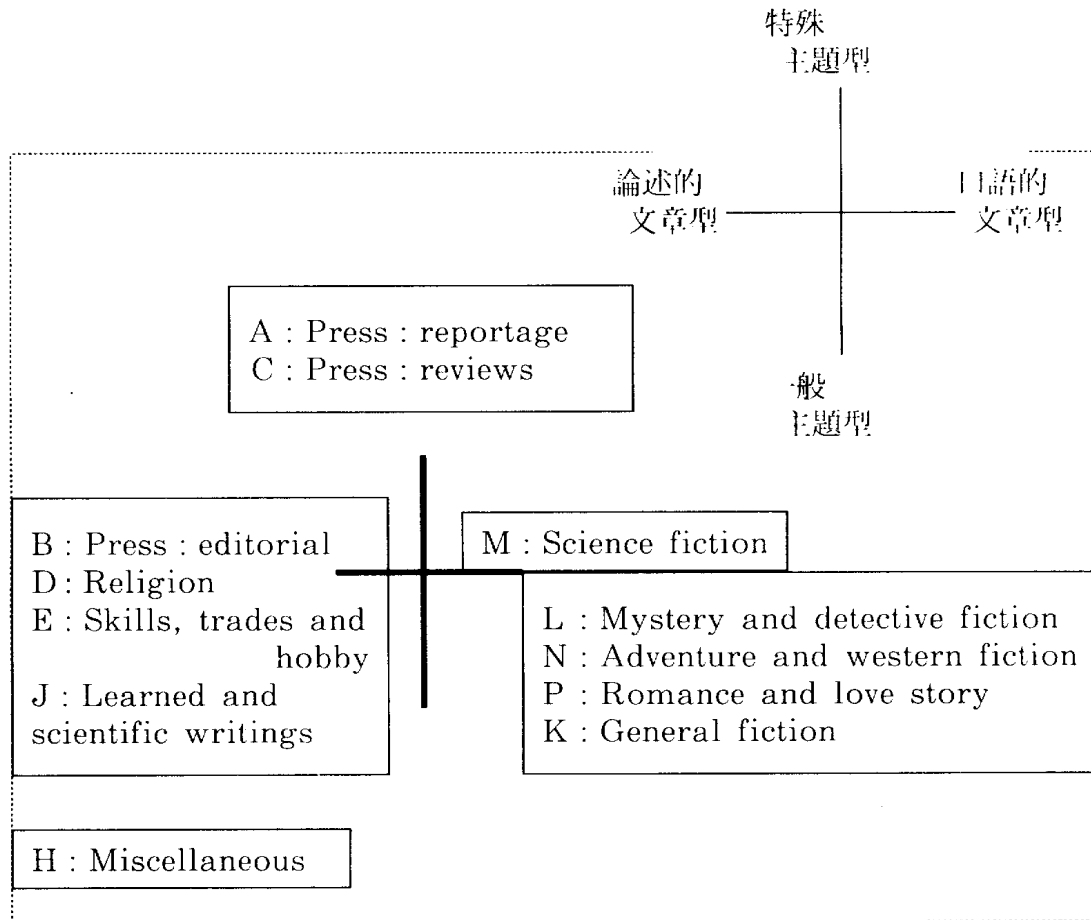 特殊
主題型
論述的
文章型
口語的
文章型
一般
主題型
A : Press : reportage
C : Press : reviews
B : Press : editorial
D : Religion
E : Skills, trades and
hobby
J : Learned and
scientific writings
M : Science fiction
L : Mystery and detective fiction
N : Adventure and western fiction
P : Romance and love story
K : General fiction
H : Miscellaneous